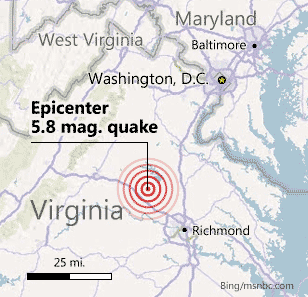 Maryland
West Virginia
Baltimore
Washington, D.C.
Epicenter
5.8 mag. quake
Virginia
Richmond
25 mi.
Bing/msnbc.com